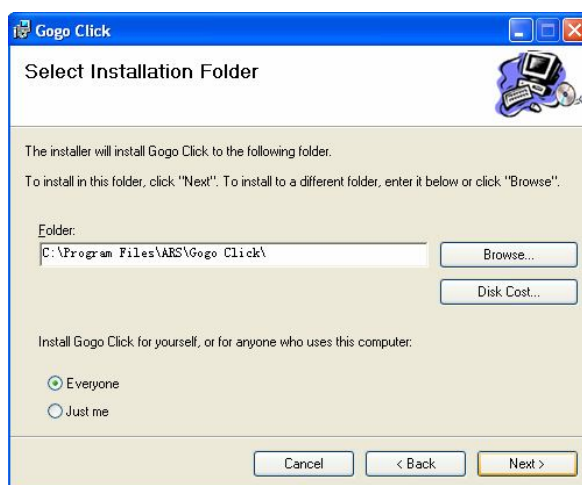 Gogo Click
Select Installation Folder
The installer will install Gogo Click to the following folder.
To install in this folder, click "Next". To install to a different folder, enter it below or click "Browse".
Folder:
C:\Program Files\ARS\Gogo Click\
Browse...
Disk Cost...
Install Gogo Click for yourself, or for anyone who uses this computer:
Everyone
Just me
Cancel
< Back
Next >